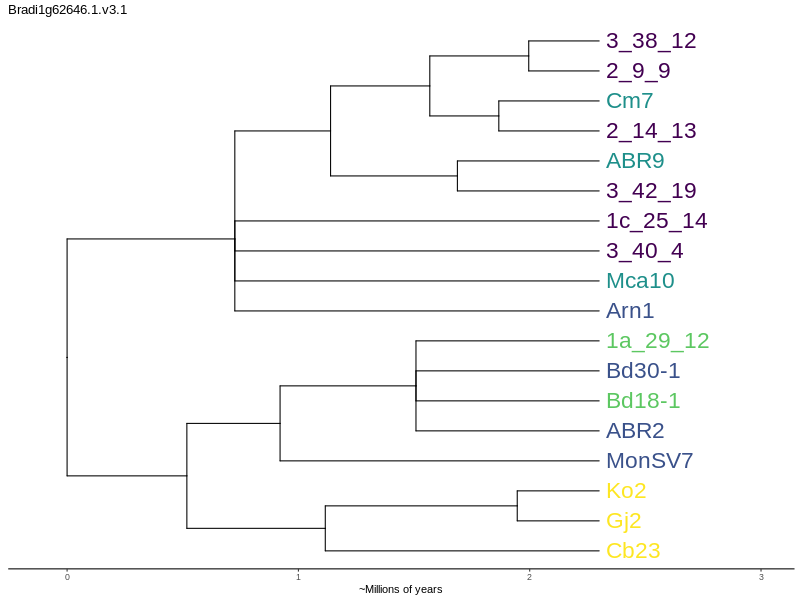 Bradi1g62646.1.v3.1
3_38_12
2_9_9
Cm7
2_14_13
ABR9
3_42_19
1c_25_14
3_40_4
Mca10
Arn1
1a_29_12
Bd30-1
Bd18-1
ABR2
MonSV7
Ko2
Gj2
Cb23
0 1 2 3
~Millions of years